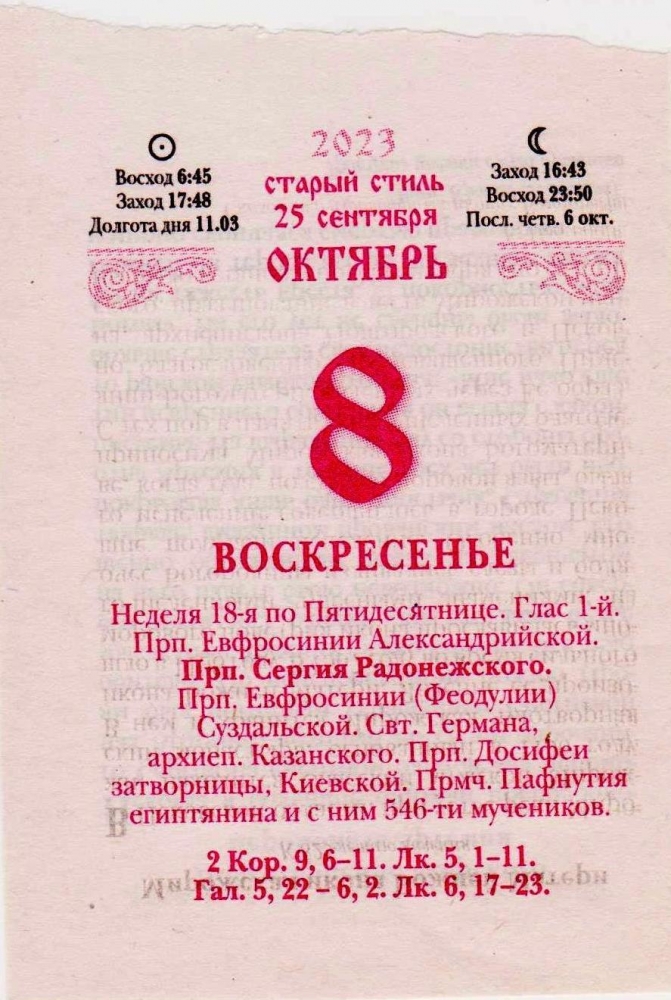 2023
Восход 6:45
Заход 17:48
Долгота дня 11.03
старый стиль
25 сентября
ОКТЯБРЬ
Заход 16:43
Восход 23:50
Посл. четв. 6 окт.
8
ВОСКРЕСЕНЬЕ
Неделя 18-я по Пятидесятнице. Глас 1-й.
Прп. Евфросинии Александрийской.
Прп. Сергия Радонежского.
Прп. Евфросинии (Феодулии)
Суздальской. Свт. Германа,
архиеп. Казанского. Прп. Досифеи
затворницы, Киевской. Прмч. Пафнутия
египтянина и с ним 546-ти мучеников.
2 Кор. 9, 6–11. Лк. 5, 1–11.
Гал. 5, 22 – 6, 2. Лк. 6, 17–23.